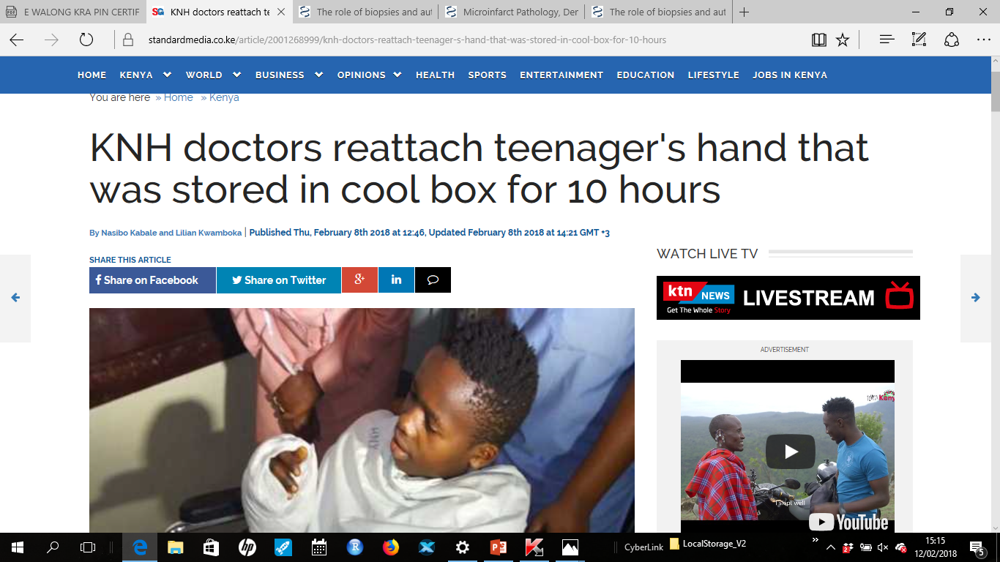 E WALONG KRA PIN CERTIF
KNH doctors reattach te
The role of biopsies and aut
Microinfarct Pathology, Der
The role of biopsies and aut
standardmedia.co.ke/article/2001268999/knh-doctors-reattach-teenager-s-hand-that-was-stored-in-cool-box-for-10-hours
HOME KENYA WORLD BUSINESS OPINIONS HEALTH SPORTS ENTERTAINMENT EDUCATION LIFESTYLE JOBS IN KENYA
You are here » Home » Kenya
KNH doctors reattach teenager's hand that
was stored in cool box for 10 hours
By Nasibo Kabale and Lilian Kwamboka | Published Thu, February 8th 2018 at 12:46, Updated February 8th 2018 at 14:21 GMT +3
SHARE THIS ARTICLE
Share on Facebook
Share on Twitter
WATCH LIVE TV
ktn NEWS
Get The Whole Story
LIVESTREAM
ADVERTISEMENT
I slept well
YouTube
CyberLink
LocalStorage_V2
15:15
12/02/2018
5